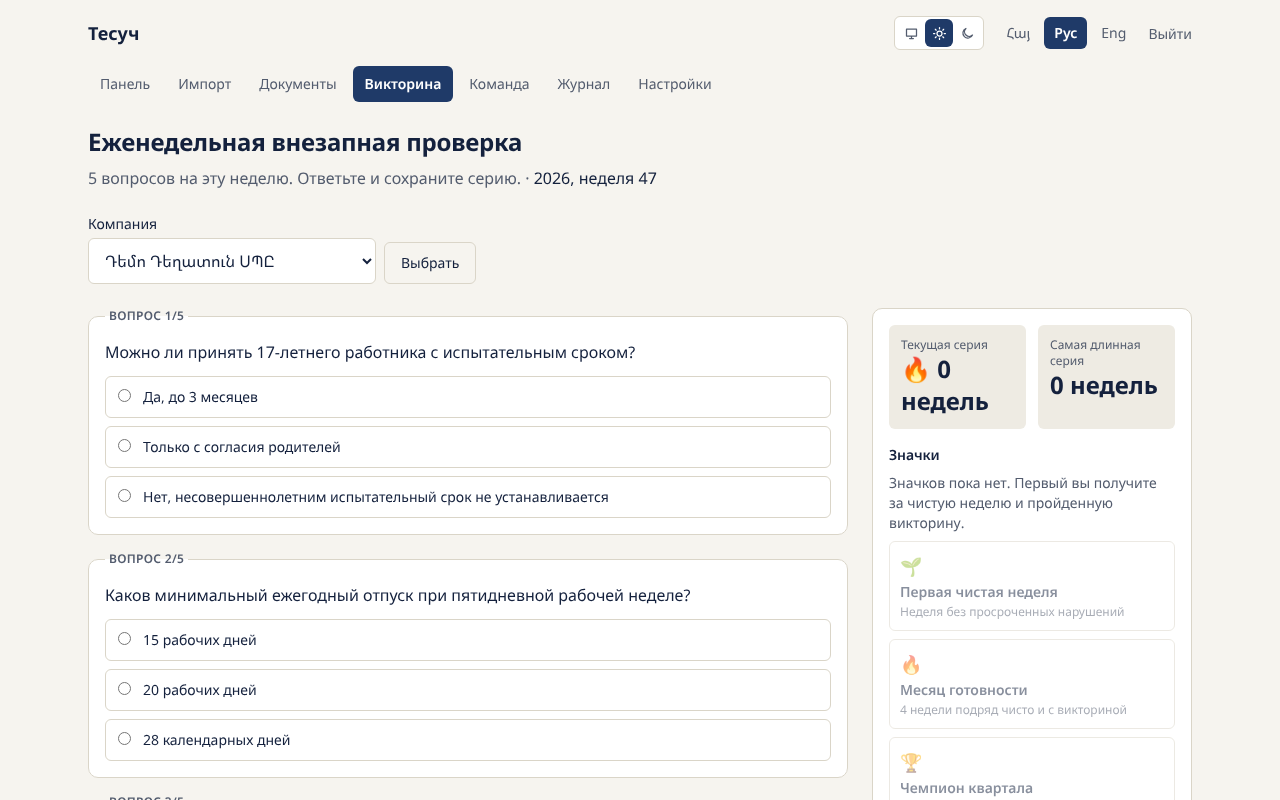 Тесуч
Հայ
Рус
Eng
Выйти
Панель
Импорт
Документы
Викторина
Команда
Журнал
Настройки
Еженедельная внезапная проверка
5 вопросов на эту неделю. Ответьте и сохраните серию. · 2026, неделя 47
Компания
Դեմո Դեղատուն ՍՊԸ
Выбрать
ВОПРОС 1/5
Можно ли принять 17-летнего работника с испытательным сроком?
Да, до 3 месяцев
Только с согласия родителей
Нет, несовершеннолетним испытательный срок не устанавливается
ВОПРОС 2/5
Каков минимальный ежегодный отпуск при пятидневной рабочей неделе?
15 рабочих дней
20 рабочих дней
28 календарных дней
ВОПРОС 3/5
Текущая серия
🔥 0
недель
Самая длинная
серия
0 недель
Значки
Значков пока нет. Первый вы получите
за чистую неделю и пройденную
викторину.
Первая чистая неделя
Неделя без просроченных нарушений
Месяц готовности
4 недели подряд чисто и с викториной
Чемпион квартала